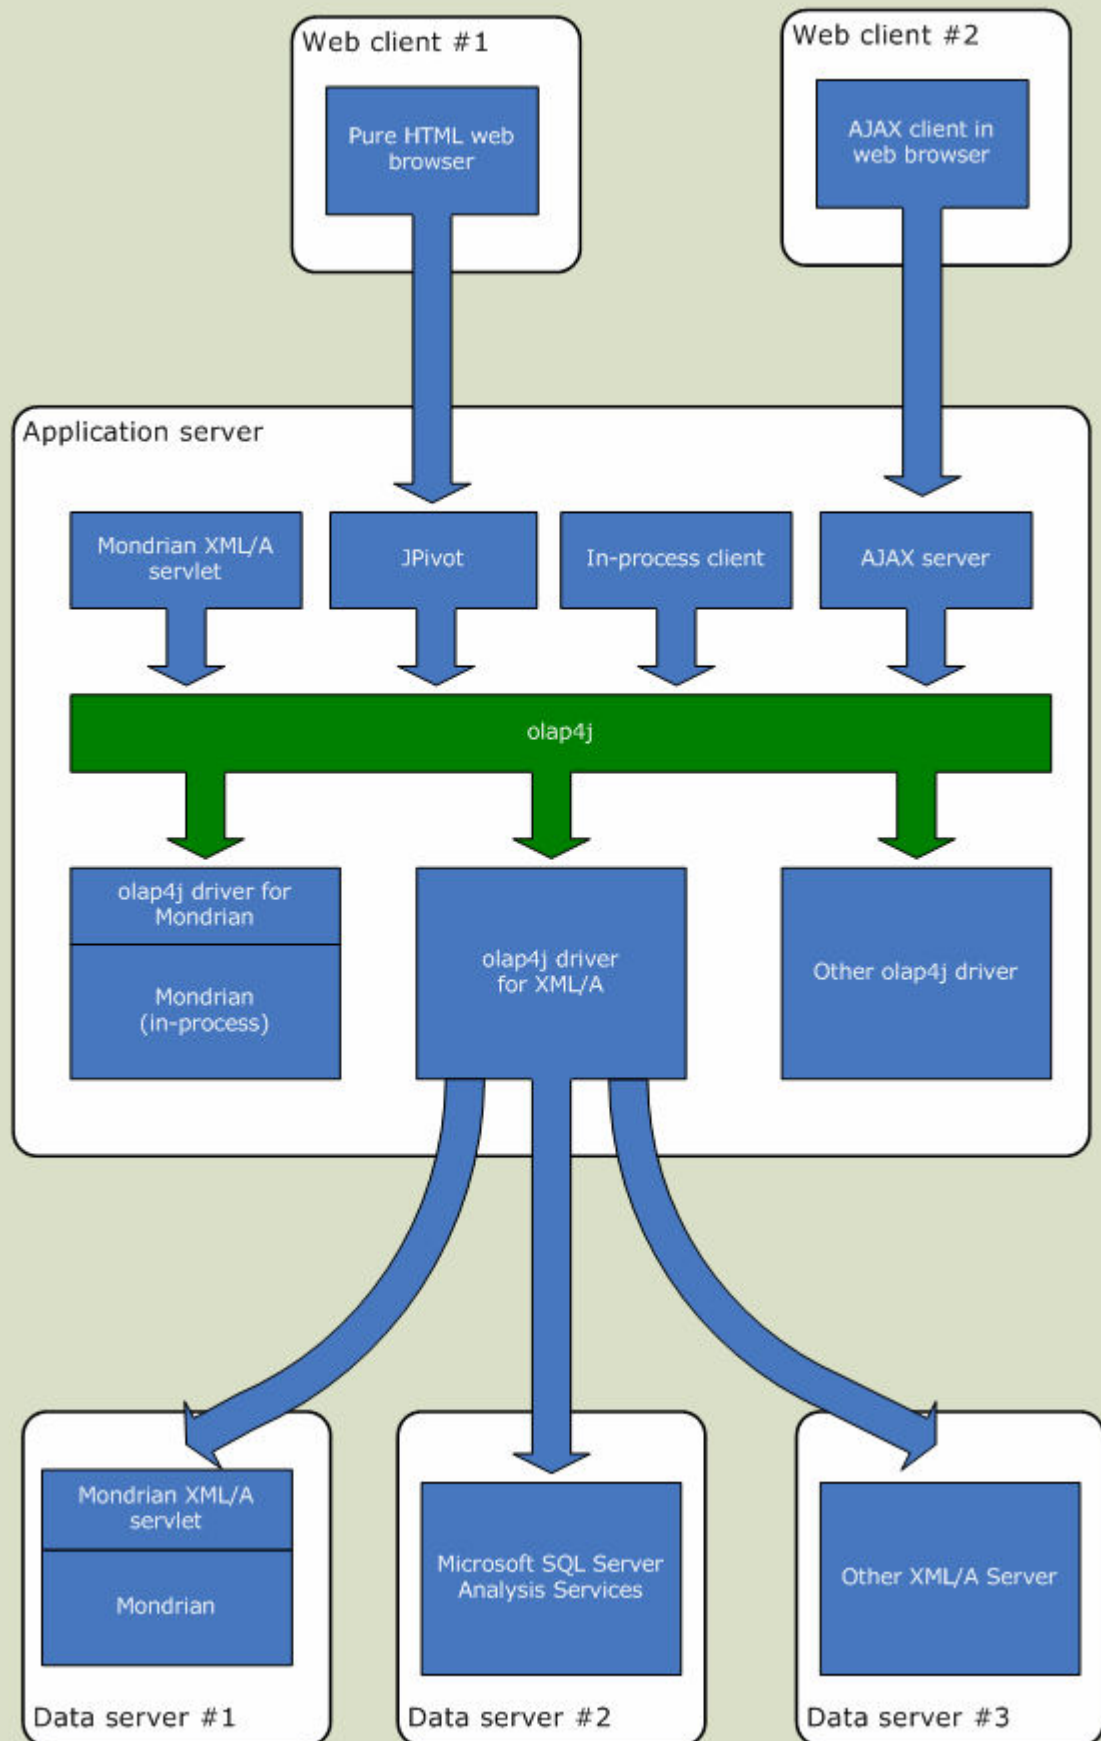 Web client #1
Web client #2
Pure HTML web
browser
AJAX client in
web browser
Application server
Mondrian XML/A
servlet
JPivot
In-process client
AJAX server
olap4j
olap4j driver for
Mondrian
Mondrian
(in-process)
olap4j driver
for XML/A
Other olap4j driver
Mondrian XML/A
servlet
Mondrian
Data server #1
Microsoft SQL Server
Analysis Services
Data server #2
Other XML/A Server
Data server #3